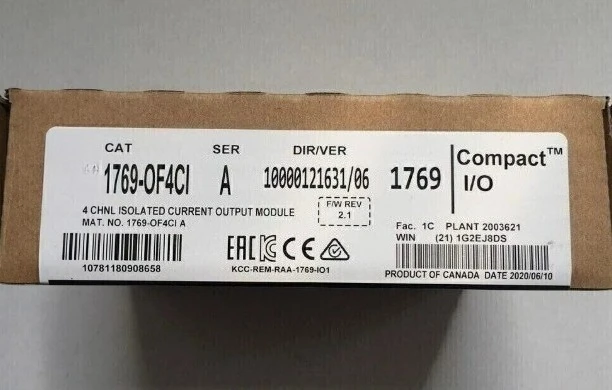 CAT SER DIR/VER
1769-OF4CI A 10000121631/06 1769 Compact™ I/O
4 CHNL ISOLATED CURRENT OUTPUT MODULE
MAT. NO. 1769-OF4CI A
F/W REV
2.1
Fac. 1C PLANT 2003621
WIN (21) 1G2EJ8DS
10781180908658
EAC CE
KCC-REM-RAA-1769-IO1
PRODUCT OF CANADA DATE 2020/06/10